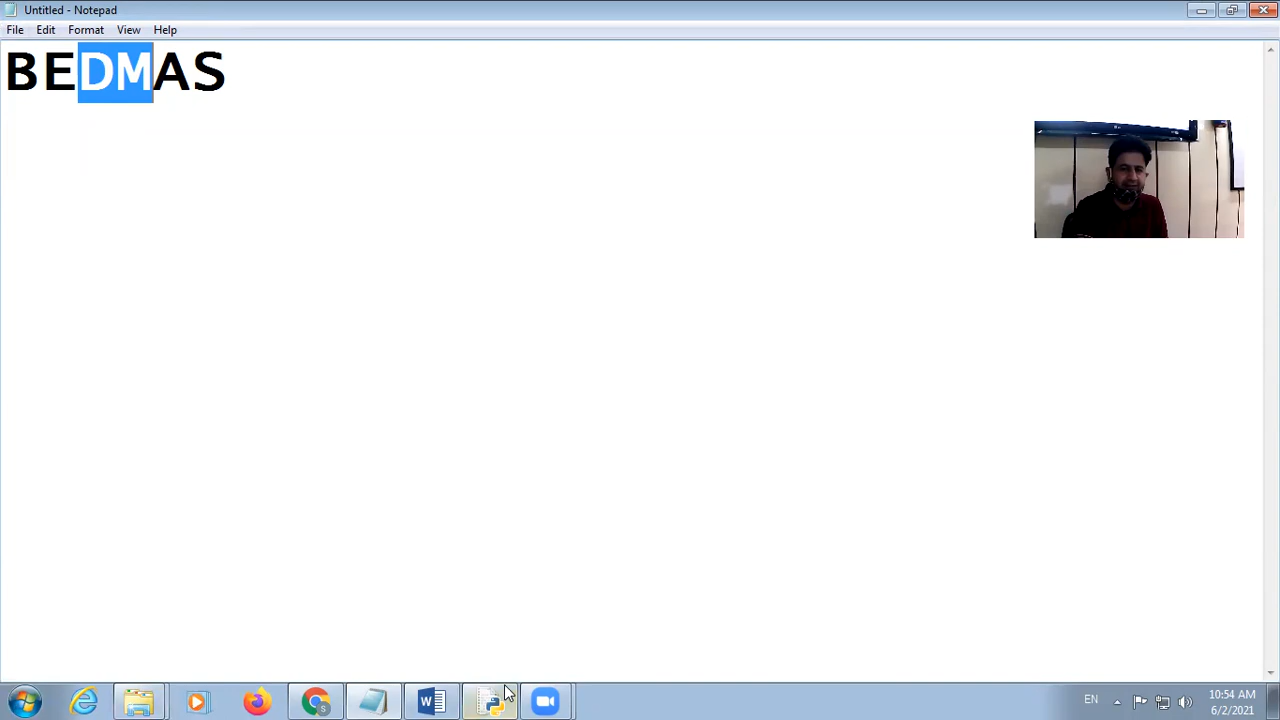 Untitled - Notepad
File Edit Format View Help
BEDMAS
EN
10:54 AM
6/2/2021